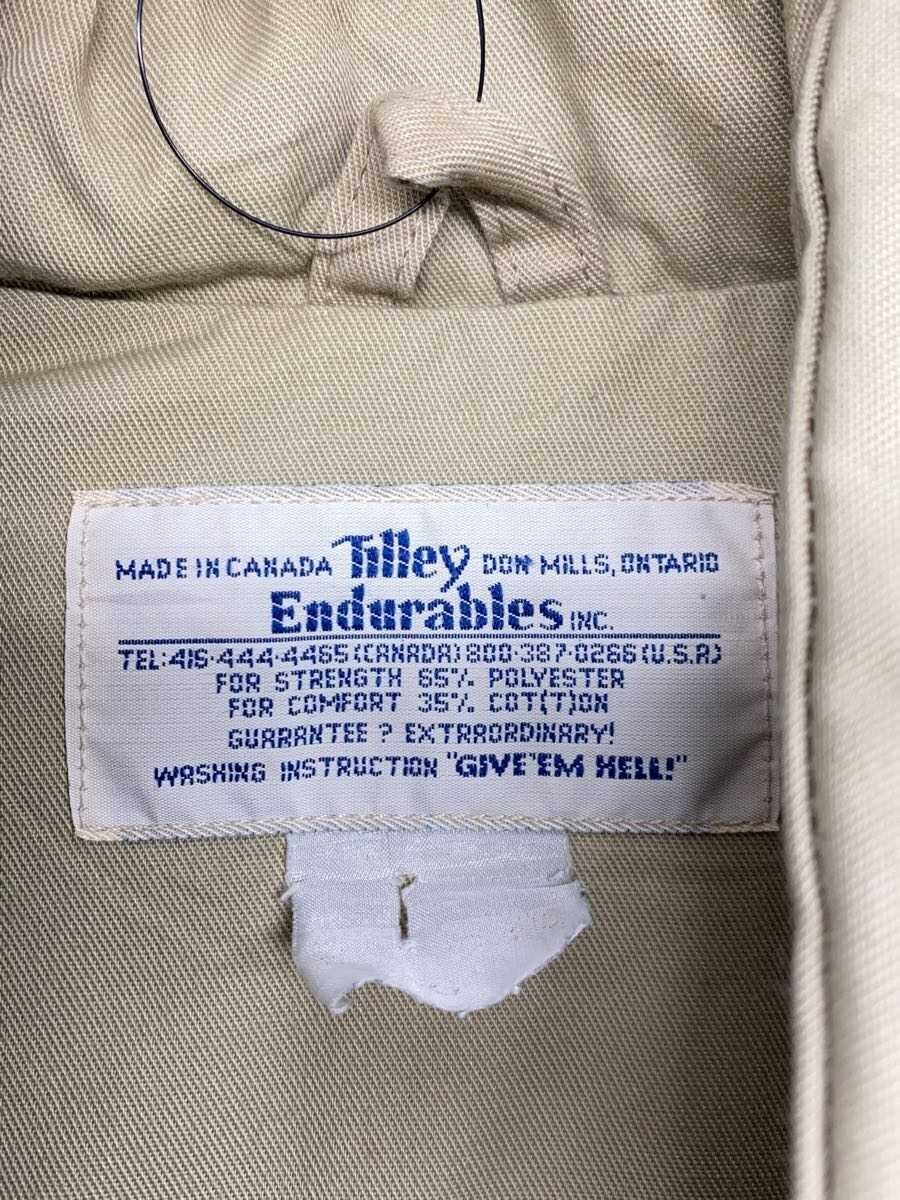 MADE IN CANADA Tilley DON MILLS, ONTARIO
Endurables INC.
TEL: 416-444-4465 (CANADA) 800-387-0266 (U.S.A)
FOR STRENGTH 65% POLYESTER
FOR COMFORT 35% COT(T)ON
GUARANTEE ? EXTRAORDINARY!
WASHING INSTRUCTION "GIVE 'EM HELL!"